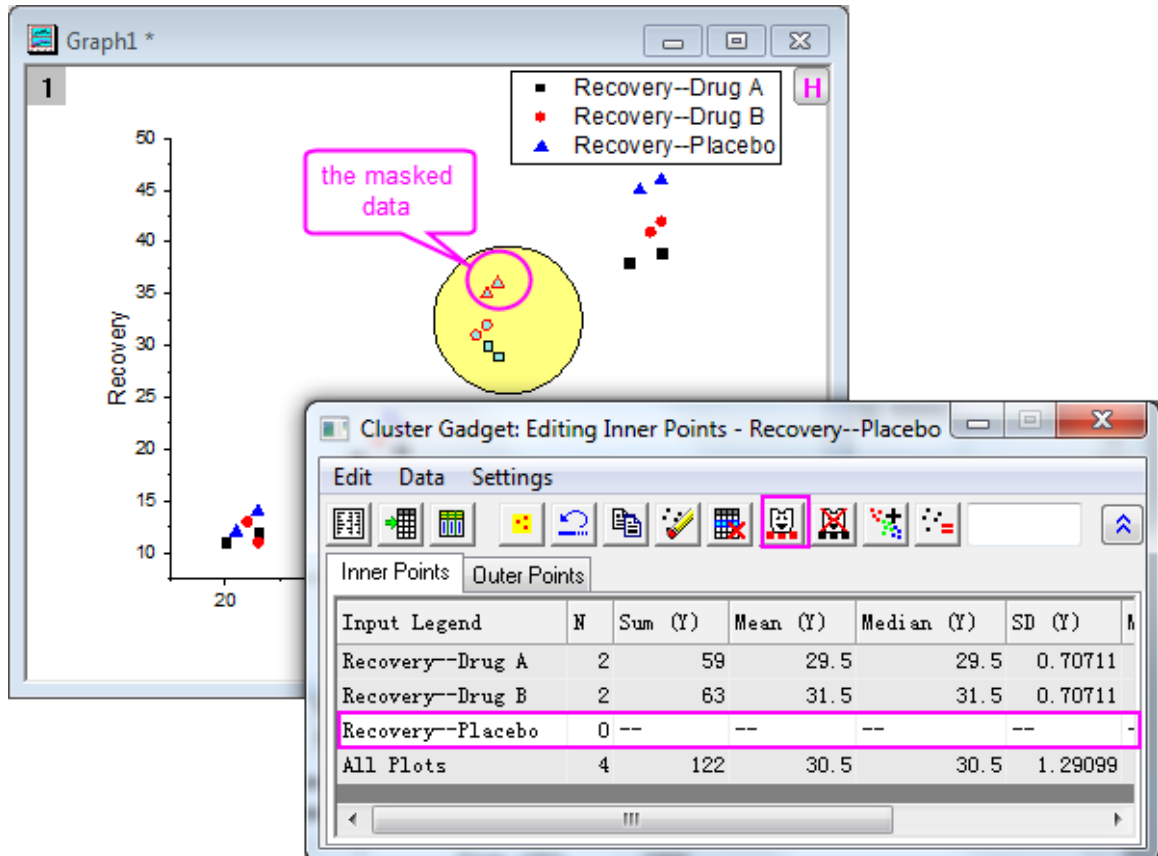 Graph1 *
1
Recovery--Drug A
Recovery--Drug B
Recovery--Placebo
H
the masked
data
Recovery
50
45
40
35
30
25
20
15
10
20
Cluster Gadget: Editing Inner Points - Recovery--Placebo
Edit Data Settings
Inner Points Outer Points
Input Legend N Sum (Y) Mean (Y) Median (Y) SD (Y)
Recovery--Drug A 2 59 29.5 29.5 0.70711
Recovery--Drug B 2 63 31.5 31.5 0.70711
Recovery--Placebo 0 -- -- -- --
All Plots 4 122 30.5 30.5 1.29099